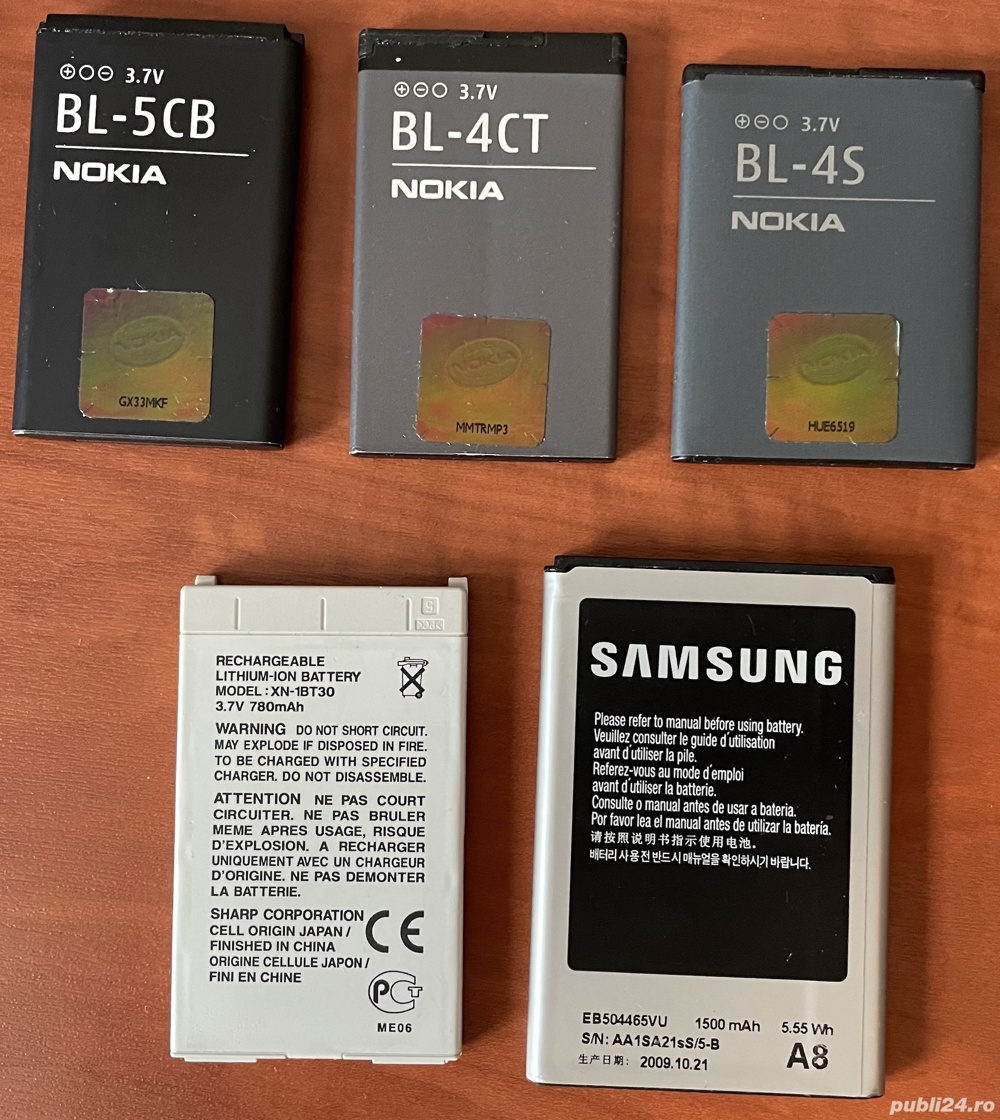 ⊕○⊖ 3.7V
BL-5CB
NOKIA
NOKIA
GX33MKF
⊕⊖○ 3.7V
BL-4CT
NOKIA
NOKIA
MMTRMP3
⊕⊖○ 3.7V
BL-4S
NOKIA
NOKIA
HUE6519
5
>PC<
RECHARGEABLE
LITHIUM-ION BATTERY
MODEL : XN-1BT30
3.7V 780mAh
WARNING DO NOT SHORT CIRCUIT.
MAY EXPLODE IF DISPOSED IN FIRE.
TO BE CHARGED WITH SPECIFIED
CHARGER. DO NOT DISASSEMBLE.
ATTENTION NE PAS COURT
CIRCUITER. NE PAS BRULER
MEME APRES USAGE, RISQUE
D'EXPLOSION. A RECHARGER
UNIQUEMENT AVEC UN CHARGEUR
D'ORIGINE. NE PAS DEMONTER
LA BATTERIE.
SHARP CORPORATION
CELL ORIGIN JAPAN /
FINISHED IN CHINA
ORIGINE CELLULE JAPON /
FINI EN CHINE
CE
PCT
ME06
SAMSUNG
Please refer to manual before using battery.
Veuillez consulter le guide d'utilisation
avant d'utiliser la pile.
Referez-vous au mode d'emploi
avant d'utiliser la batterie.
Consulte o manual antes de usar a bateria.
Por favor lea el manual antes de utilizar la batería.
请按照说明书指示使用电池。
배터리 사용 전 반드시 매뉴얼을 확인하시기 바랍니다.
EB504465VU 1500 mAh 5.55 Wh
S/N: AA1SA21sS/5-B
生产日期: 2009.10.21
A8
publi24.ro